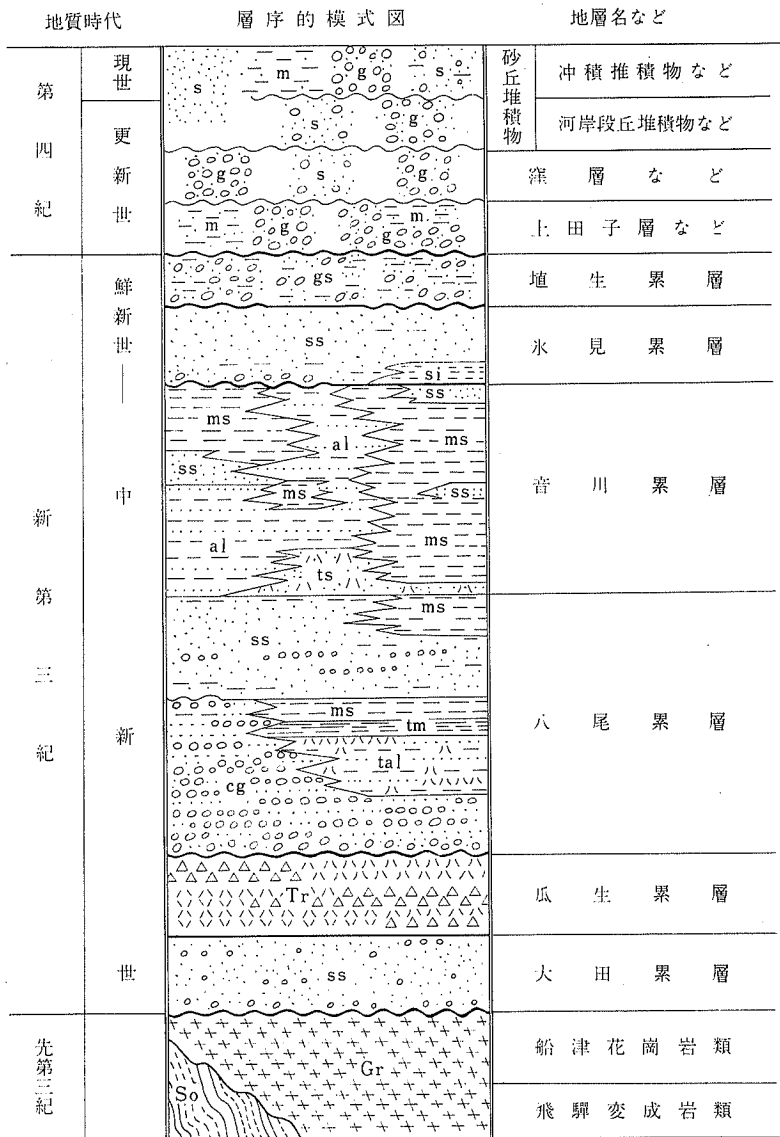 地質時代 層序的模式図 地層名など
第四紀
現世
更新世
s m g s
s g
g s g
m g m g
砂丘堆積物
冲積推積物など
河岸段丘堆積物など
窪層など
上田子層など
新第三紀
鮮新世
中新世
gs
埴生累層
ss
si
氷見累層
ss
ms al ms
ss
ms ss
al ms
ts
音川累層
ms
ss
ms
tm
tal
cg
八尾累層
Tr
瓜生累層
ss
大田累層
先第三紀
Gr
So
船津花崗岩類
飛驒変成岩類